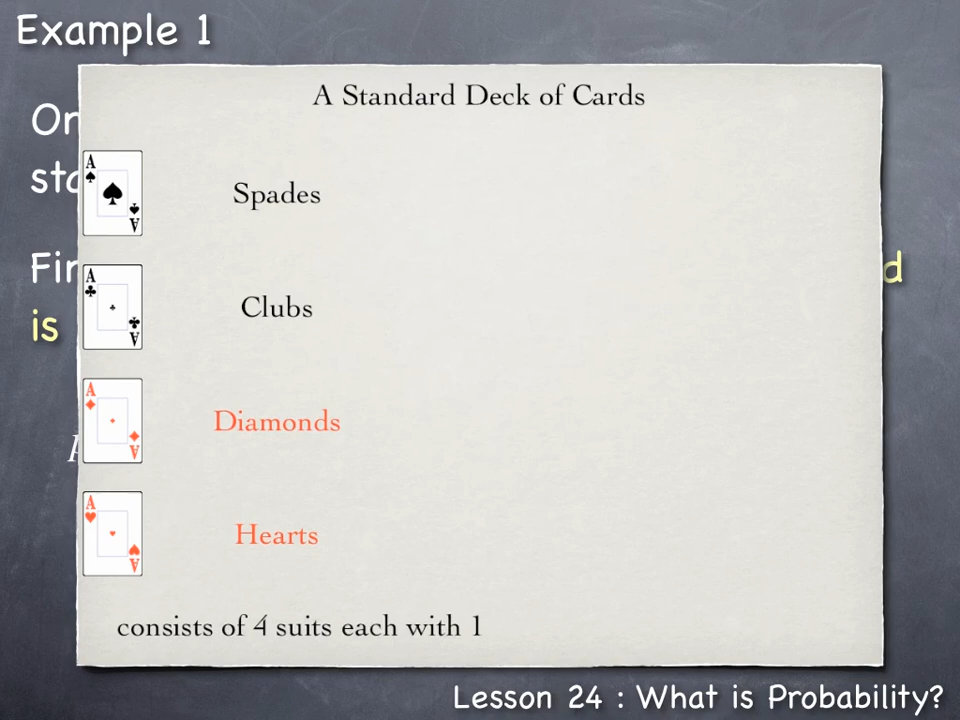 Example 1
A Standard Deck of Cards
A
Spades
A
A
Clubs
A
d
is
A
Diamonds
A
A
Hearts
A
consists of 4 suits each with 1
Lesson 24 : What is Probability?